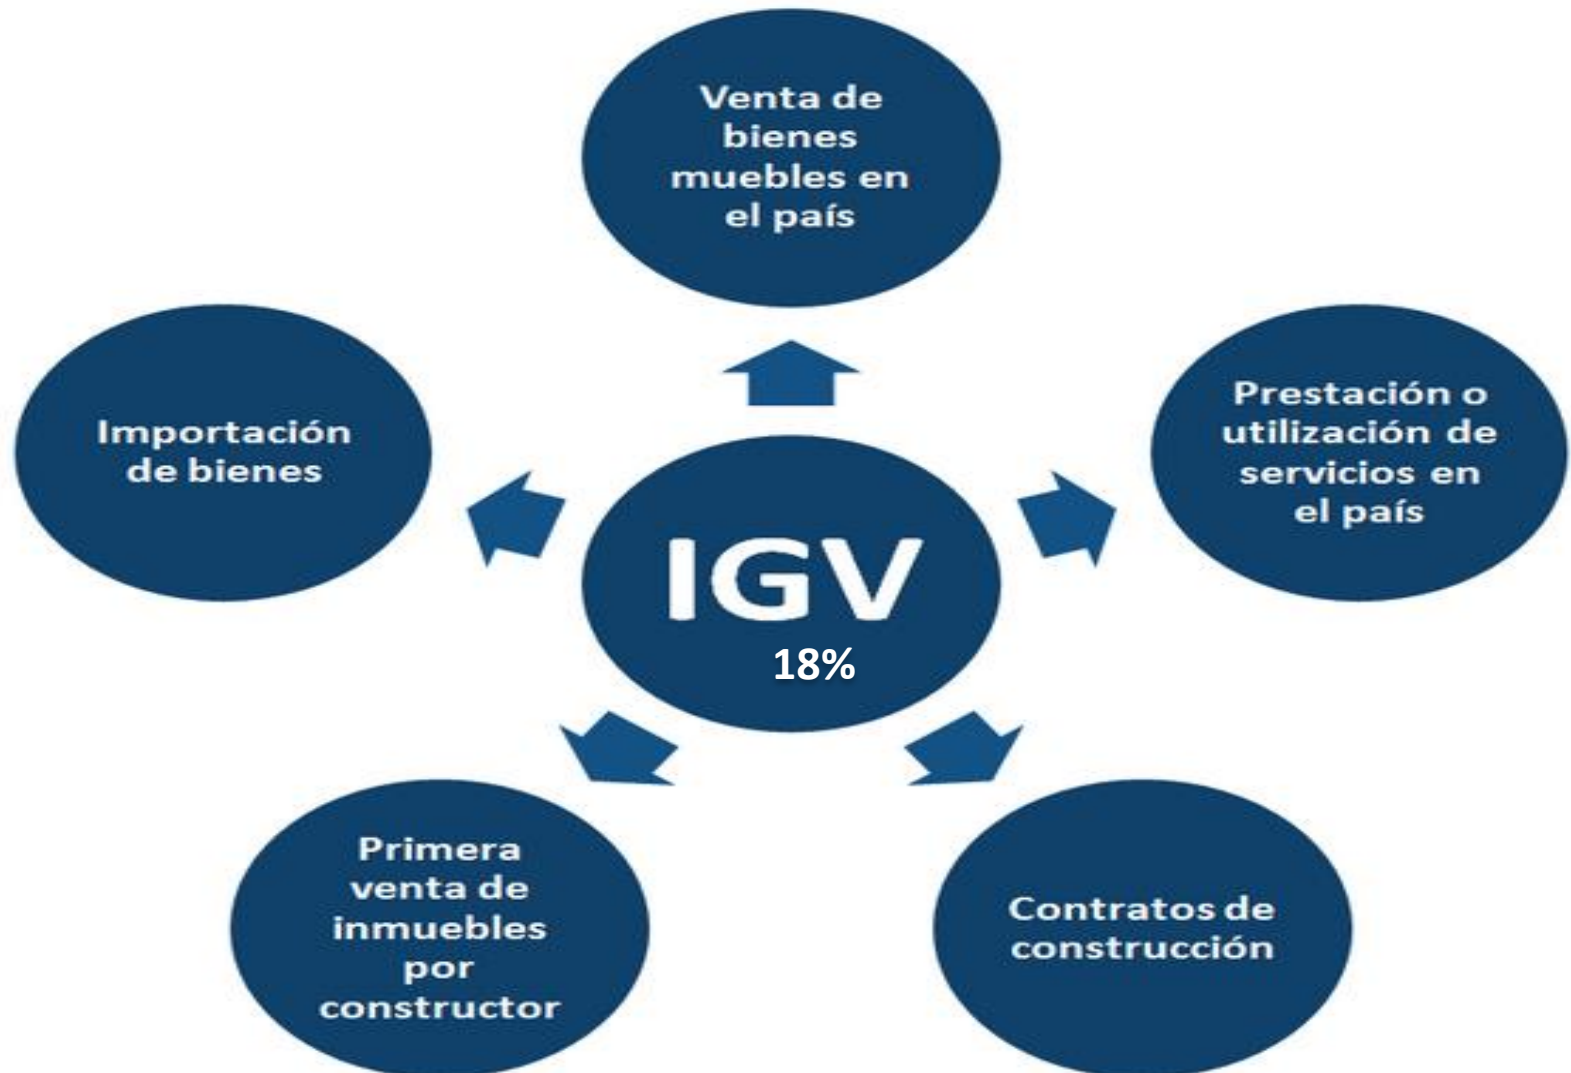 Venta de
bienes
muebles en
el país
Importación
de bienes
Prestación o
utilización de
servicios en
el país
IGV
18%
Primera
venta de
inmuebles
por
constructor
Contratos de
construcción